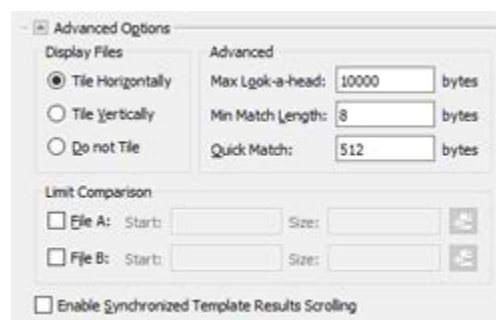 Advanced Options
Display Files
Tile Horizontally
Tile Vertically
Do not Tile
Advanced
Max Look-a-head: 10000 bytes
Min Match Length: 8 bytes
Quick Match: 512 bytes
Limit Comparison
File A: Start: Size:
File B: Start: Size:
Enable Synchronized Template Results Scrolling